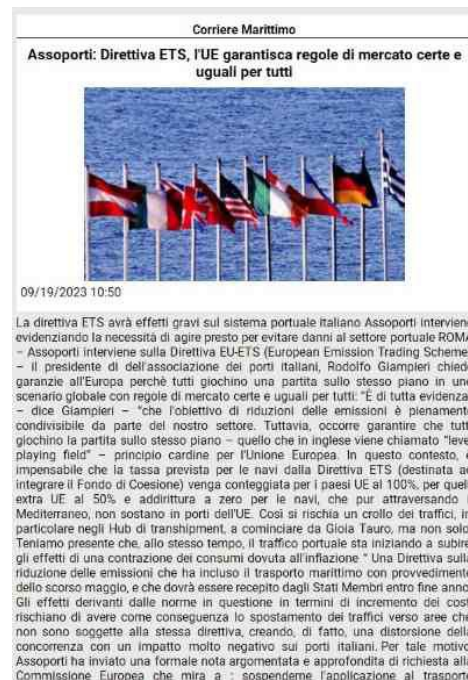 Corriere Marittimo
Assoporti: Direttiva ETS, l'UE garantisca regole di mercato certe e
uguali per tutti
09/19/2023 10:50
La direttiva ETS avrà effetti gravi sul sistema portuale italiano Assoporti interviene
evidenziando la necessità di agire presto per evitare danni al settore portuale ROMA
– Assoporti interviene sulla Direttiva EU-ETS (European Emission Trading Scheme)
– il presidente di dell'associazione dei porti italiani, Rodolfo Giampieri chiede
garanzie all'Europa perchè tutti giochino una partita sullo stesso piano in uno
scenario globale con regole di mercato certe e uguali per tutti: "É di tutta evidenza,
– dice Giampieri – "che l'obiettivo di riduzioni delle emissioni è pienamente
condivisibile da parte del nostro settore. Tuttavia, occorre garantire che tutti
giochino la partita sullo stesso piano – quello che in inglese viene chiamato "level
playing field" – principio cardine per l'Unione Europea. In questo contesto, è
impensabile che la tassa prevista per le navi dalla Direttiva ETS (destinata ad
integrare il Fondo di Coesione) venga conteggiata per i paesi UE al 100%, per quelli
extra UE al 50% e addirittura a zero per le navi, che pur attraversando il
Mediterraneo, non sostano in porti dell'UE. Così si rischia un crollo dei traffici, in
particolare negli Hub di transhipment, a cominciare da Gioia Tauro, ma non solo.
Teniamo presente che, allo stesso tempo, il traffico portuale sta iniziando a subire
gli effetti di una contrazione dei consumi dovuta all'inflazione." Una Direttiva sulla
riduzione delle emissioni che ha incluso il trasporto marittimo con provvedimento
dello scorso maggio, e che dovrà essere recepito dagli Stati Membri entro fine anno.
Gli effetti derivanti dalle norme in questione in termini di incremento dei costi
rischiano di avere come conseguenza lo spostamento dei traffici verso aree che
non sono soggette alla stessa direttiva, creando, di fatto, una distorsione della
concorrenza con un impatto molto negativo sui porti italiani. Per tale motivo
Assoporti ha inviato una formale nota argomentata e approfondita di richiesta alla
Commissione Europea che mira a : sospenderne l'applicazione al trasporto